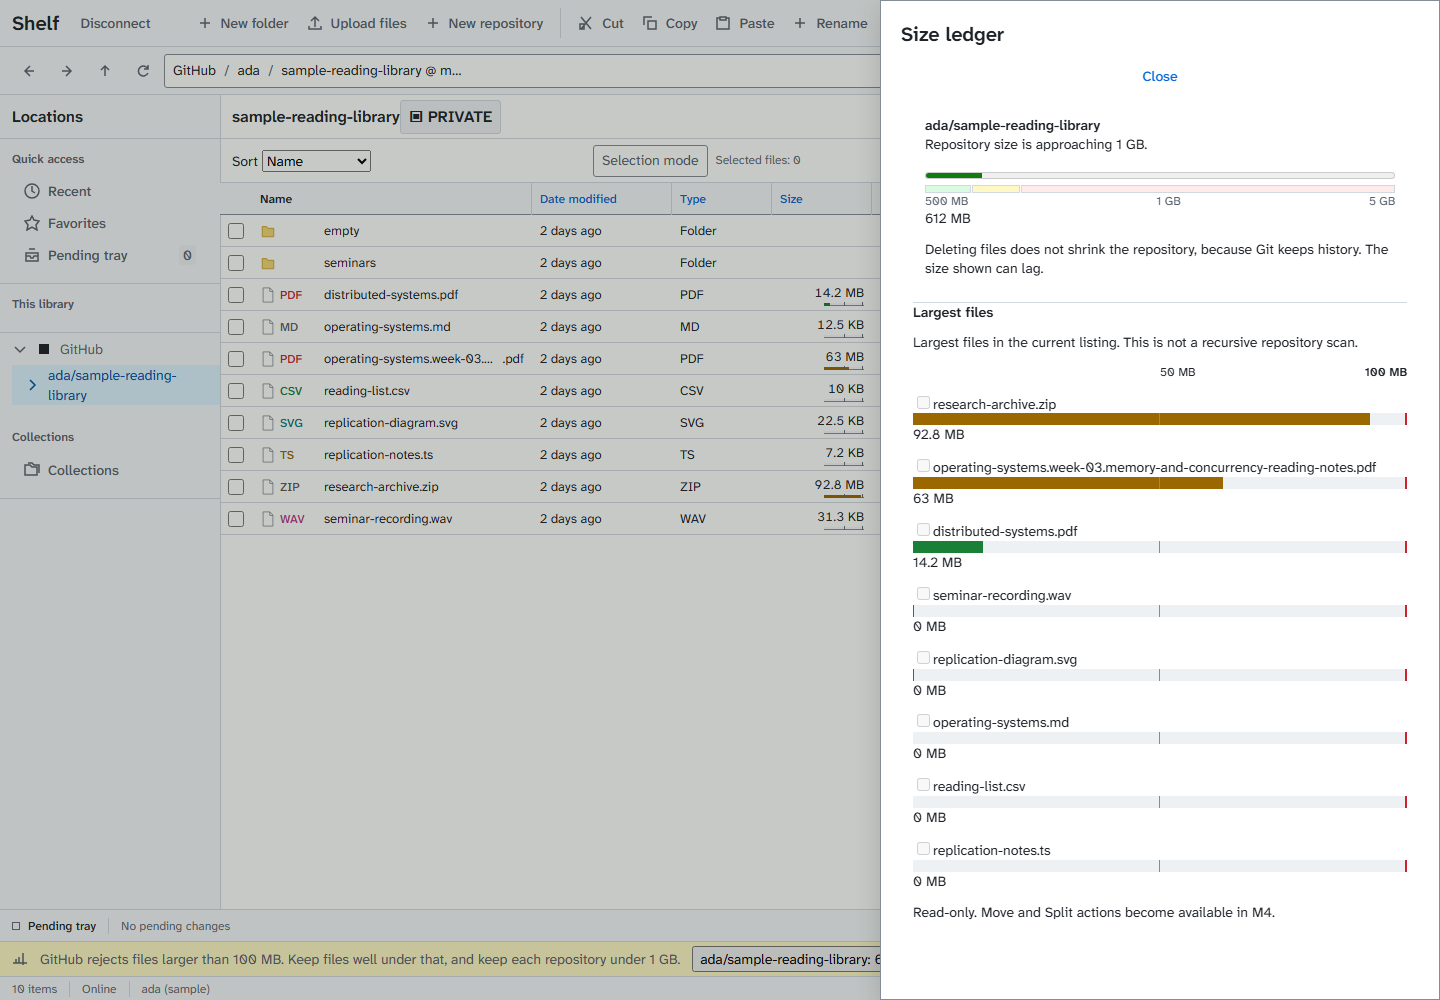 Shelf
Disconnect
New folder
Upload files
New repository
Cut
Copy
Paste
Rename
GitHub / ada / sample-reading-library @ m...
Locations
Quick access
Recent
Favorites
Pending tray 0
This library
GitHub
ada/sample-reading-
library
Collections
Collections
sample-reading-library PRIVATE
Sort Name
Selection mode
Selected files: 0
Name Date modified Type Size
empty 2 days ago Folder
seminars 2 days ago Folder
PDF distributed-systems.pdf 2 days ago PDF 14.2 MB
MD operating-systems.md 2 days ago MD 12.5 KB
PDF operating-systems.week-03.... .pdf 2 days ago PDF 63 MB
CSV reading-list.csv 2 days ago CSV 10 KB
SVG replication-diagram.svg 2 days ago SVG 22.5 KB
TS replication-notes.ts 2 days ago TS 7.2 KB
ZIP research-archive.zip 2 days ago ZIP 92.8 MB
WAV seminar-recording.wav 2 days ago WAV 31.3 KB
Pending tray
No pending changes
GitHub rejects files larger than 100 MB. Keep files well under that, and keep each repository under 1 GB.
ada/sample-reading-library: 6
10 items
Online
ada (sample)
Size ledger
Close
ada/sample-reading-library
Repository size is approaching 1 GB.
500 MB 1 GB 5 GB
612 MB
Deleting files does not shrink the repository, because Git keeps history. The
size shown can lag.
Largest files
Largest files in the current listing. This is not a recursive repository scan.
50 MB 100 MB
research-archive.zip
92.8 MB
operating-systems.week-03.memory-and-concurrency-reading-notes.pdf
63 MB
distributed-systems.pdf
14.2 MB
seminar-recording.wav
0 MB
replication-diagram.svg
0 MB
operating-systems.md
0 MB
reading-list.csv
0 MB
replication-notes.ts
0 MB
Read-only. Move and Split actions become available in M4.